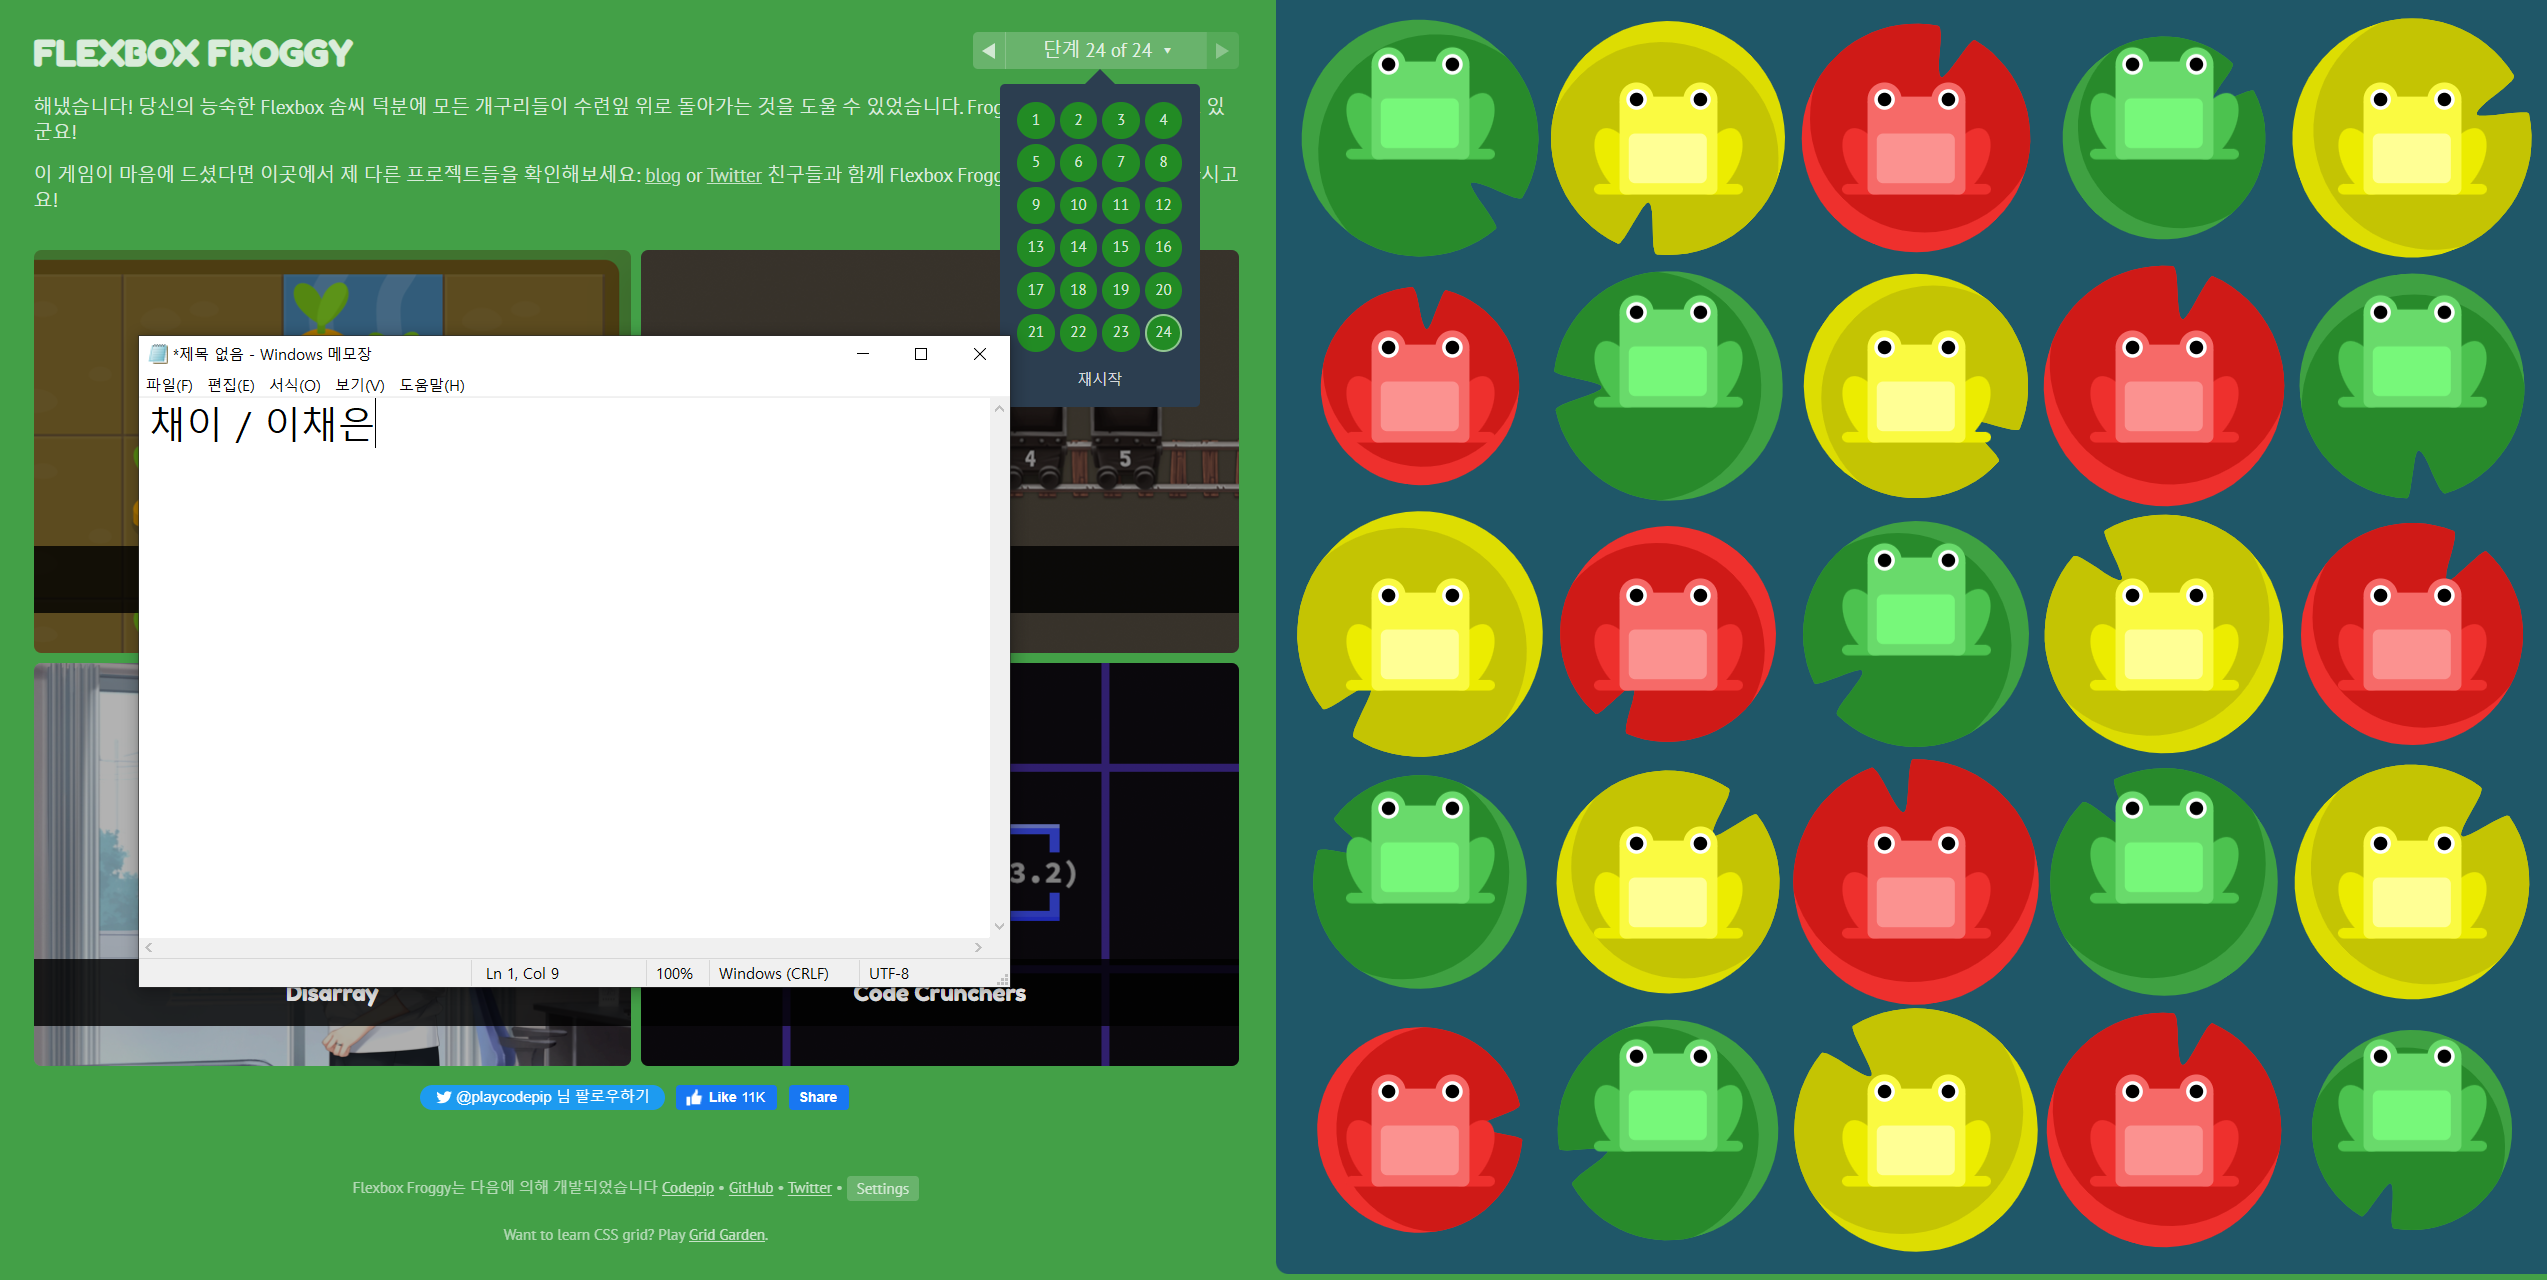 FLEXBOX FROGGY
단계 24 of 24
해냈습니다! 당신의 능숙한 Flexbox 솜씨 덕분에 모든 개구리들이 수련잎 위로 돌아가는 것을 도울 수 있었습니다. 있
군요!
이 게임이 마음에 드셨다면 이곳에서 제 다른 프로젝트들을 확인해보세요: blog or Twitter 친구들과 함께 Flexbox 시고
요!
1 2 3 4
5 6 7 8
9 10 11 12
13 14 15 16
17 18 19 20
21 22 23 24
재시작
*제목 없음 - Windows 메모장
파일(F) 편집(E) 서식(O) 보기(V) 도움말(H)
채이 / 이채은
Ln 1, Col 9 100% Windows (CRLF) UTF-8
4 5
3.2)
Disarray
Code Crunchers
@playcodepip 님 팔로우하기 Like 11K Share
Flexbox Froggy는 다음에 의해 개발되었습니다 Codepip • GitHub • Twitter • Settings
Want to learn CSS grid? Play Grid Garden.